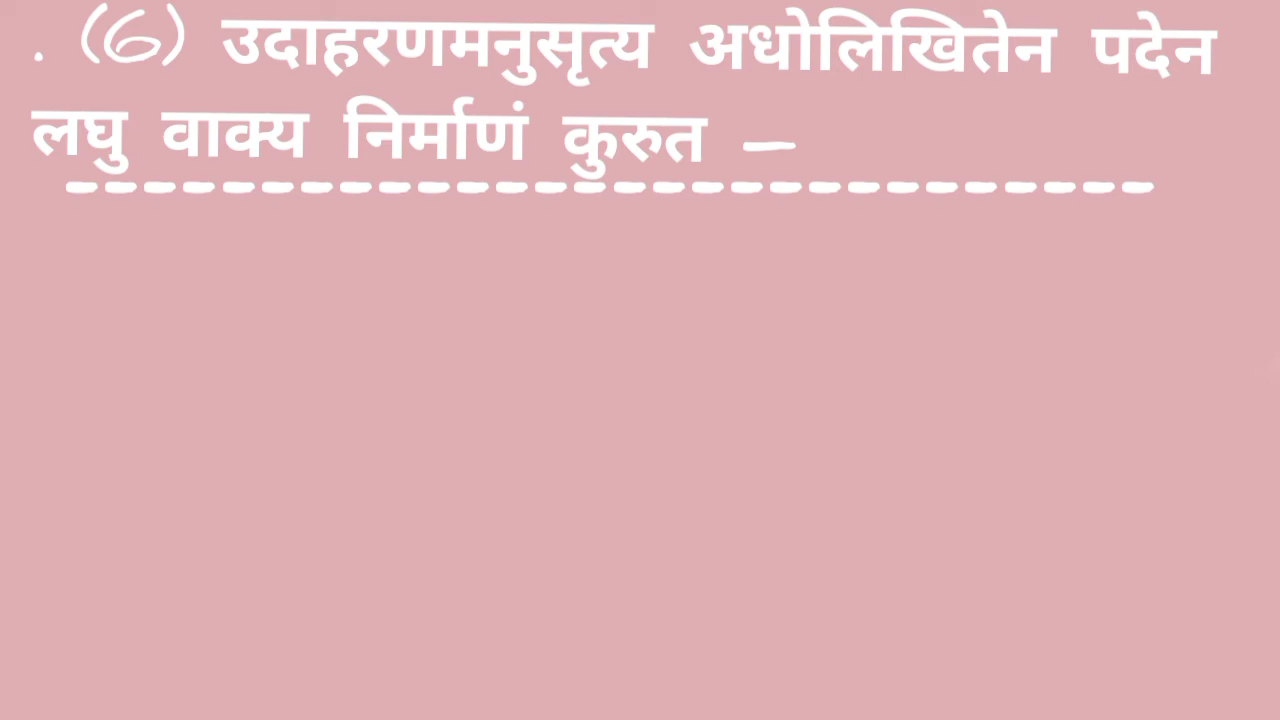 . (6) उदाहरणमनुसृत्य अधोलिखितेन पदेन
लघु वाक्य निर्माणं कुरुत —